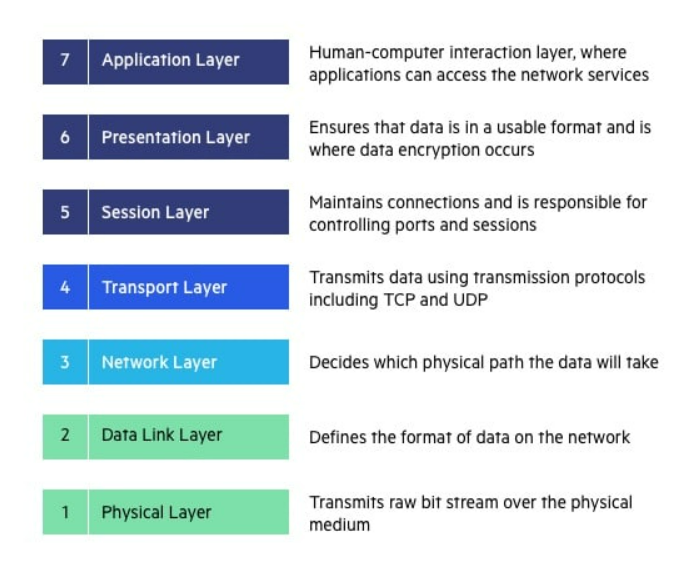 7 Application Layer
Human-computer interaction layer, where
applications can access the network services
6 Presentation Layer
Ensures that data is in a usable format and is
where data encryption occurs
5 Session Layer
Maintains connections and is responsible for
controlling ports and sessions
4 Transport Layer
Transmits data using transmission protocols
including TCP and UDP
3 Network Layer
Decides which physical path the data will take
2 Data Link Layer
Defines the format of data on the network
1 Physical Layer
Transmits raw bit stream over the physical
medium